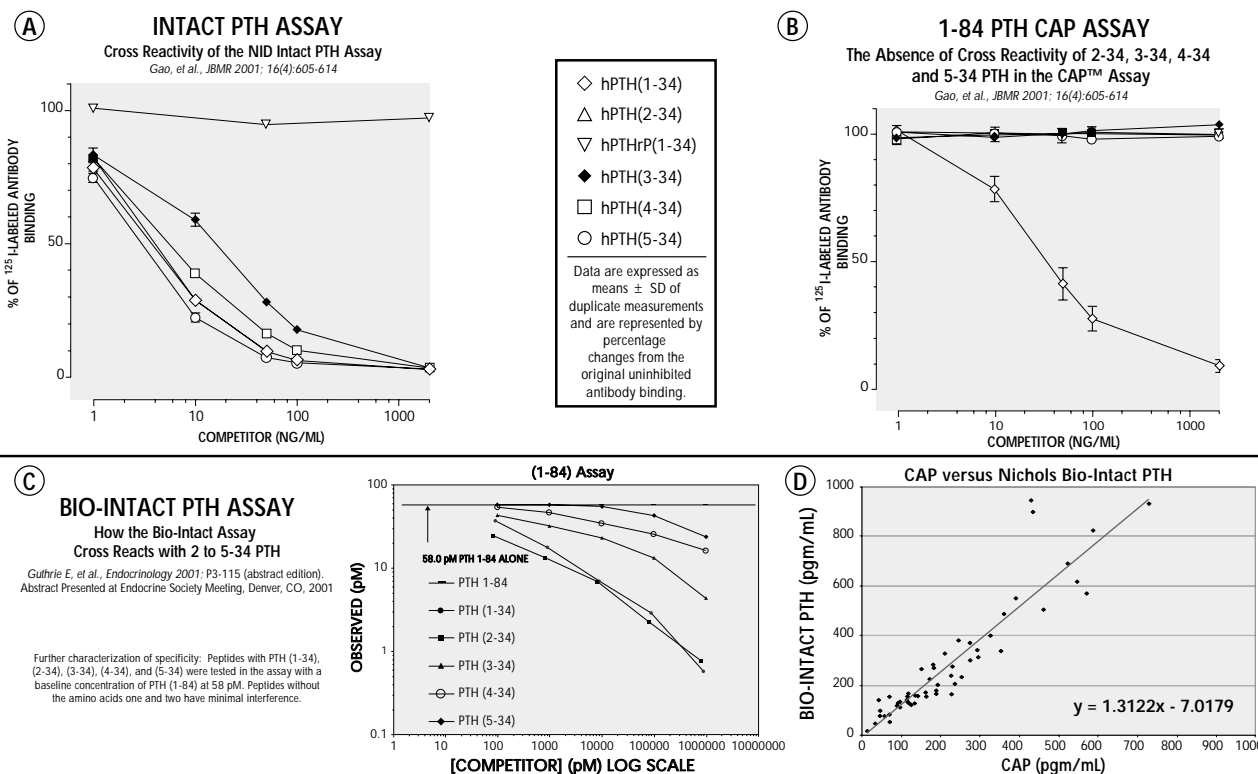 A
INTACT PTH ASSAY
Cross Reactivity of the NID Intact PTH Assay
Gao, et al., JBMR 2001; 16(4):605-614
% OF 125 I-LABELED ANTIBODY
BINDING
100
50
0
1
10
100
1000
COMPETITOR (NG/ML)
hPTH(1-34)
hPTH(2-34)
hPTHrP(1-34)
hPTH(3-34)
hPTH(4-34)
hPTH(5-34)
Data are expressed as
means ± SD of
duplicate measurements
and are represented by
percentage
changes from the
original uninhibited
antibody binding.
B
1-84 PTH CAP ASSAY
The Absence of Cross Reactivity of 2-34, 3-34, 4-34
and 5-34 PTH in the CAP™ Assay
Gao, et al., JBMR 2001; 16(4):605-614
% OF 125I-LABELED ANTIBODY
BINDING
100
50
0
1
10
100
1000
COMPETITOR (NG/ML)
C
BIO-INTACT PTH ASSAY
How the Bio-Intact Assay
Cross Reacts with 2 to 5-34 PTH
Guthrie E, et al., Endocrinology 2001; P3-115 (abstract edition).
Abstract Presented at Endocrine Society Meeting, Denver, CO, 2001
Further characterization of specificity: Peptides with PTH (1-34),
(2-34), (3-34), (4-34), and (5-34) were tested in the assay with a
baseline concentration of PTH (1-84) at 58 pM. Peptides without
the amino acids one and two have minimal interference.
(1-84) Assay
OBSERVED (pM)
100
10
1
0.1
58.0 pM PTH 1-84 ALONE
PTH 1-84
PTH (1-34)
PTH (2-34)
PTH (3-34)
PTH (4-34)
PTH (5-34)
1
10
100
1000
10000
100000
1000000
10000000
[COMPETITOR] (pM) LOG SCALE
D
CAP versus Nichols Bio-Intact PTH
BIO-INTACT PTH (pgm/mL)
1000
800
600
400
200
0
y = 1.3122x - 7.0179
0
100
200
300
400
500
600
700
800
900
1000
CAP (pgm/mL)